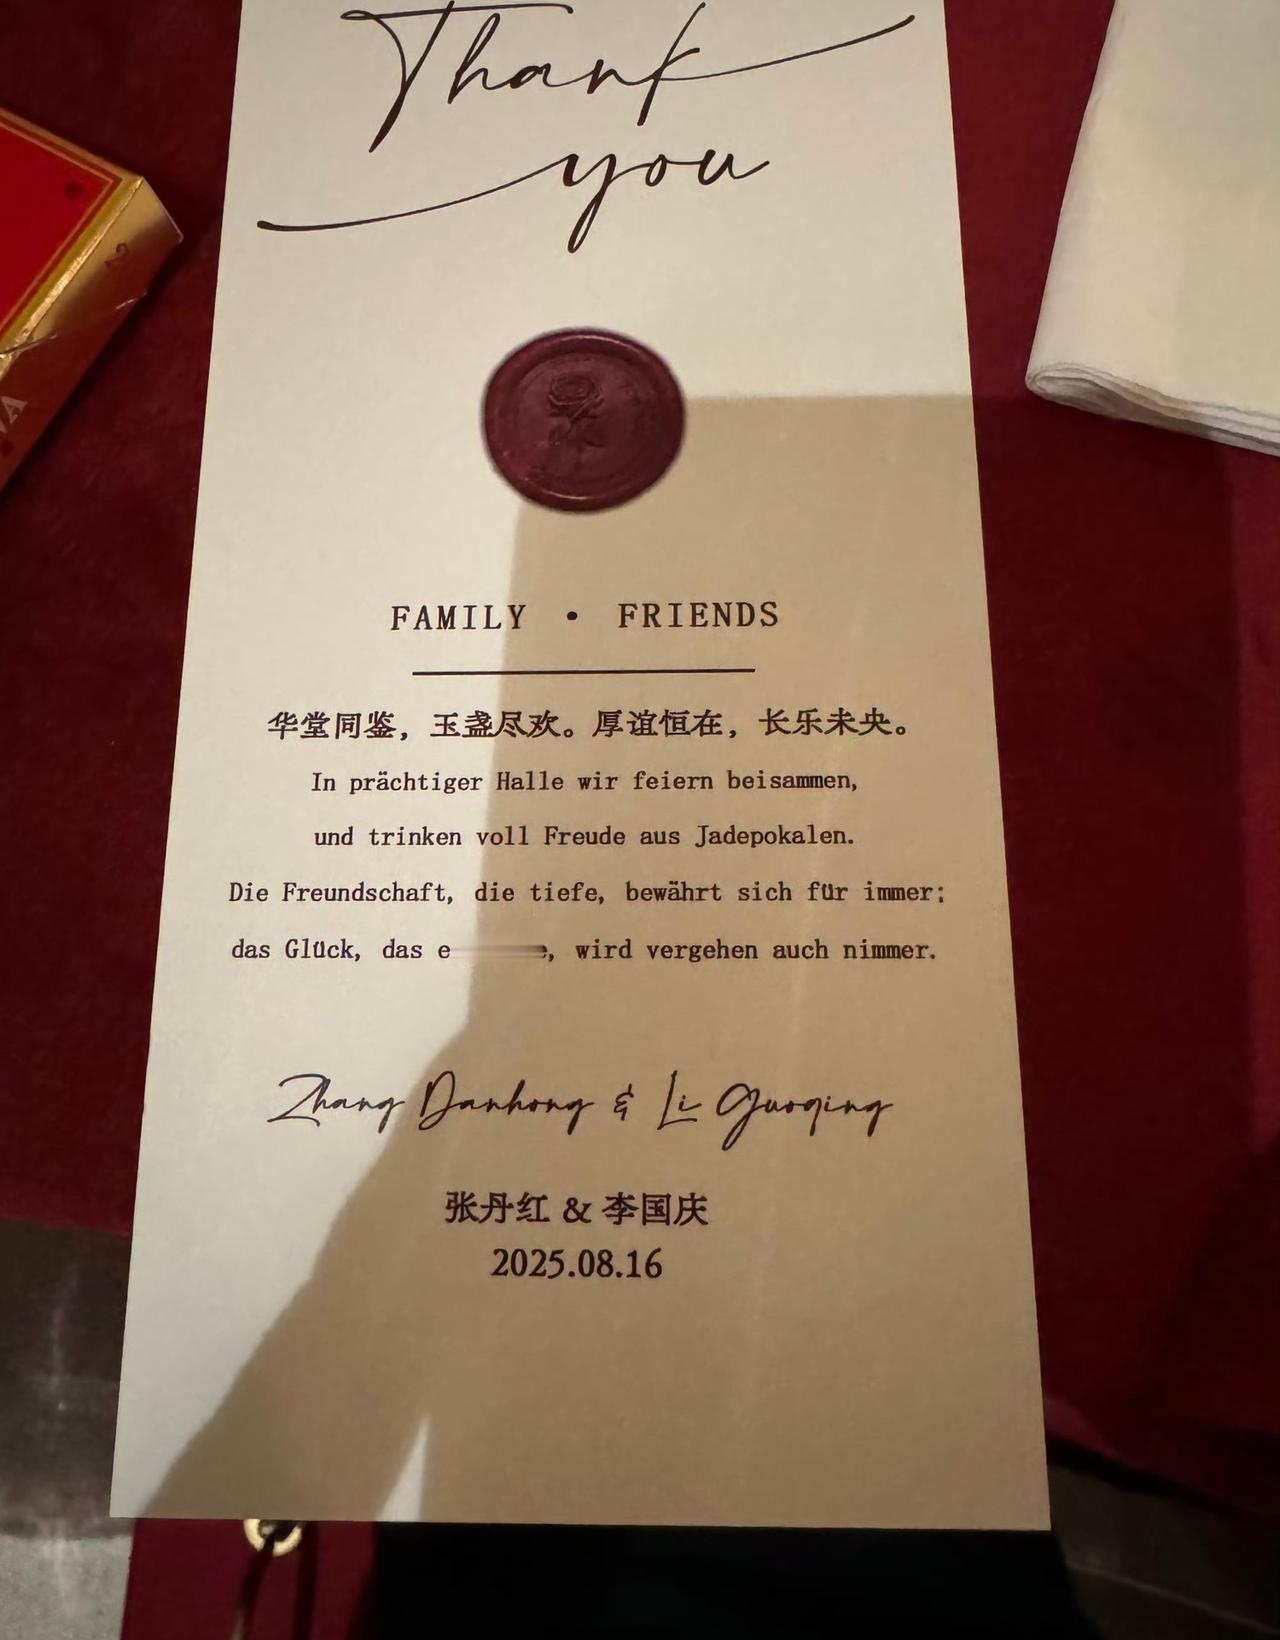 Thank
you
FAMILY • FRIENDS
华堂同鉴，玉盏尽欢。厚谊恒在，长乐未央。
In prächtiger Halle wir feiern beisammen,
und trinken voll Freude aus Jadepokalen.
Die Freundschaft, die tiefe, bewährt sich für immer;
das Glück, das wird vergehen auch nimmer.
Zhang Danhong & Li Guoqing
张丹红 & 李国庆
2025.08.16
2